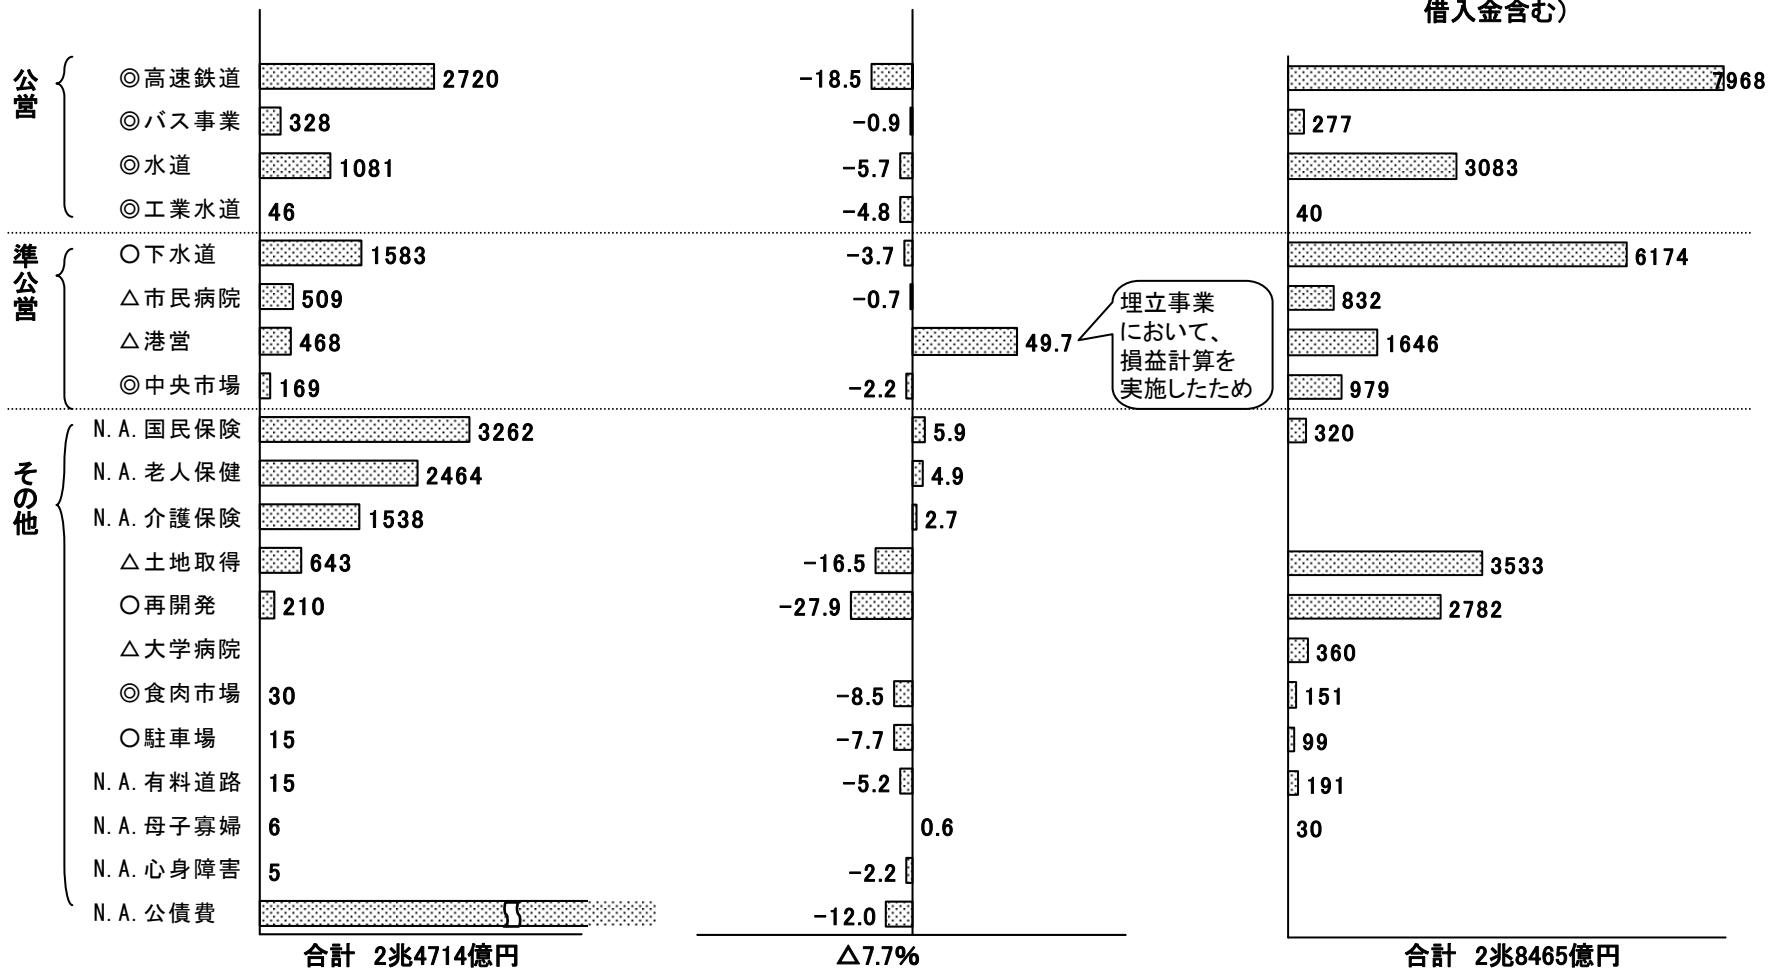 借入金含む）
公営
◎高速鉄道 2720 -18.5 7968
◎バス事業 328 -0.9 277
◎水道 1081 -5.7 3083
◎工業水道 46 -4.8 40
準公営
○下水道 1583 -3.7 6174
△市民病院 509 -0.7 832
△港営 468 49.7 1646
◎中央市場 169 -2.2 979
埋立事業
において、
損益計算を
実施したため
その他
N.A.国民保険 3262 5.9 320
N.A.老人保健 2464 4.9
N.A.介護保険 1538 2.7
△土地取得 643 -16.5 3533
○再開発 210 -27.9 2782
△大学病院 360
◎食肉市場 30 -8.5 151
○駐車場 15 -7.7 99
N.A.有料道路 15 -5.2 191
N.A.母子寡婦 6 0.6 30
N.A.心身障害 5 -2.2
N.A.公債費 -12.0
合計 2兆4714億円 △7.7% 合計 2兆8465億円